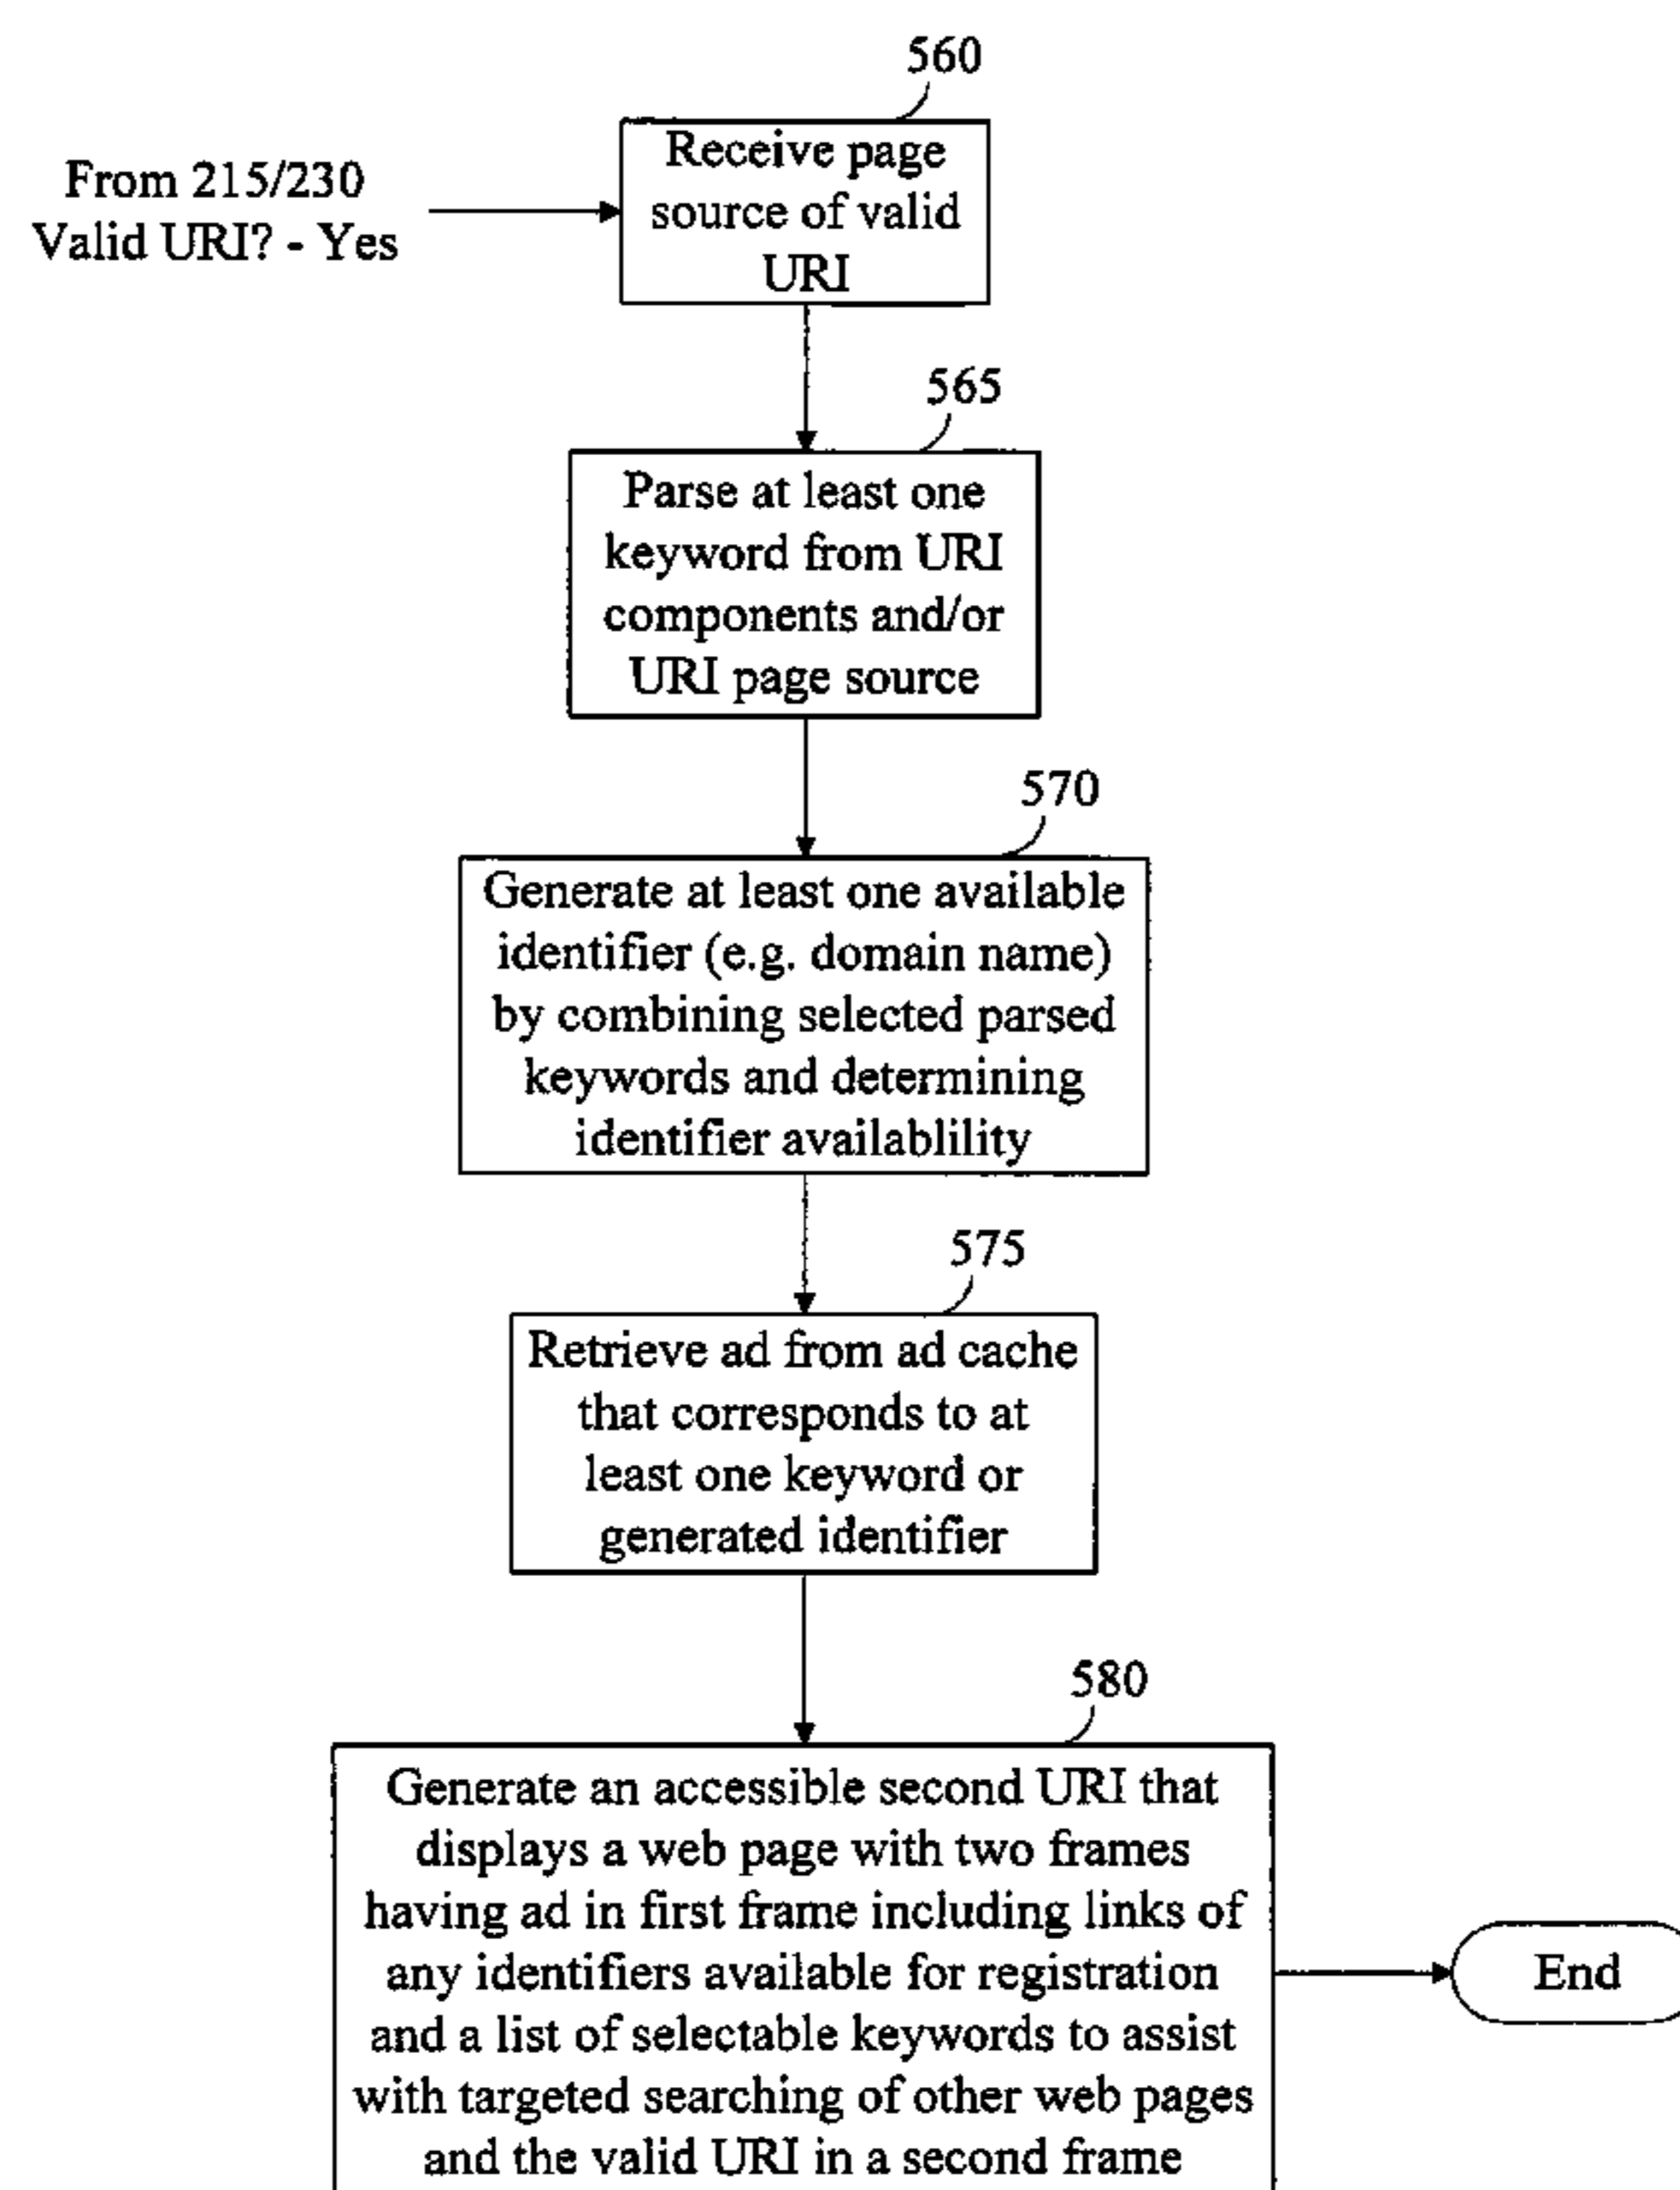 560
From 215/230
Valid URI? - Yes
Receive page
source of valid
URI
565
Parse at least one
keyword from URI
components and/or
URI page source
570
Generate at least one available
identifier (e.g. domain name)
by combining selected parsed
keywords and determining
identifier availablility
575
Retrieve ad from ad cache
that corresponds to at
least one keyword or
generated identifier
580
Generate an accessible second URI that
displays a web page with two frames
having ad in first frame including links of
any identifiers available for registration
and a list of selectable keywords to assist
with targeted searching of other web pages
and the valid URI in a second frame
End